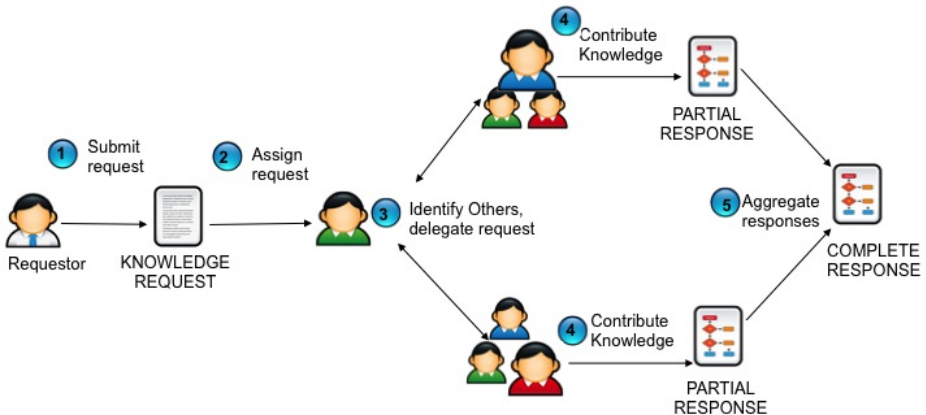 1
Submit
request
2
Assign
request
Requestor
KNOWLEDGE
REQUEST
3
Identify Others,
delegate request
4
Contribute
Knowledge
PARTIAL
RESPONSE
4
Contribute
Knowledge
PARTIAL
RESPONSE
5
Aggregate
responses
COMPLETE
RESPONSE